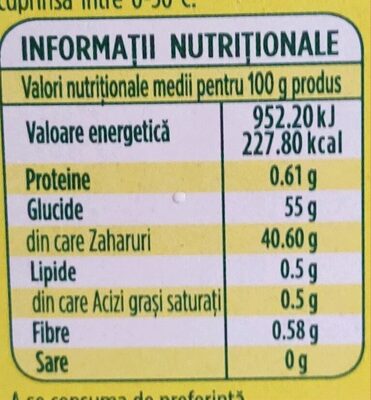 cuprinsă între 0-30°C.
INFORMAȚII NUTRIȚIONALE
Valori nutriționale medii pentru 100 g produs
Valoare energetică 952.20 kJ
227.80 kcal
Proteine 0.61 g
Glucide 55 g
din care Zaharuri 40.60 g
Lipide 0.5 g
din care Acizi grași saturați 0.5 g
Fibre 0.58 g
Sare 0 g
A se consuma de preferință